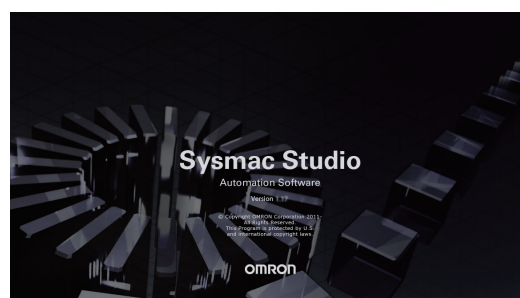 Sysmac Studio
Automation Software
Version
© Copyright OMRON Corporation 2011-
All Rights Reserved.
This Program is protected by U.S.
and international copyright laws
OMRON